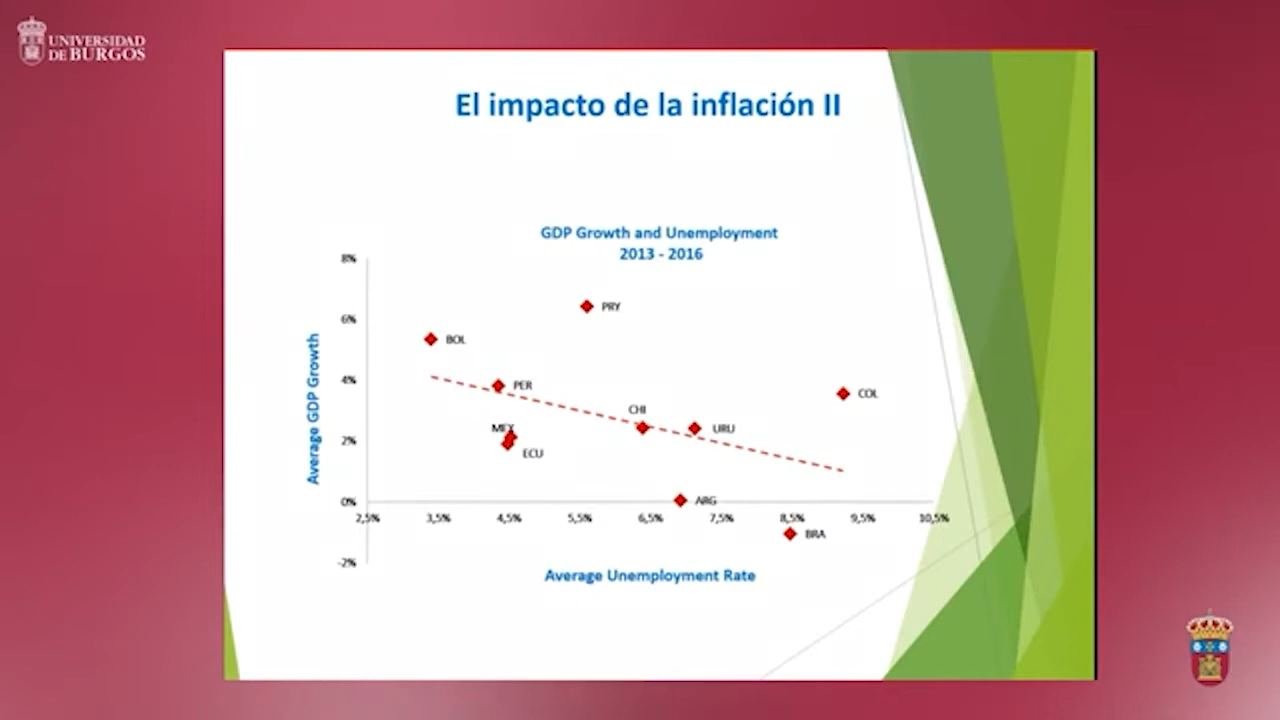 UNIVERSIDAD
DE BURGOS
El impacto de la inflación II
GDP Growth and Unemployment
2013 - 2016
8%
6%
4%
2%
0%
-2%
Average GDP Growth
PRY
BOL
PER
COL
CHI
MEX
URU
ECU
ARG
BRA
2,5% 3,5% 4,5% 5,5% 6,5% 7,5% 8,5% 9,5% 10,5%
Average Unemployment Rate